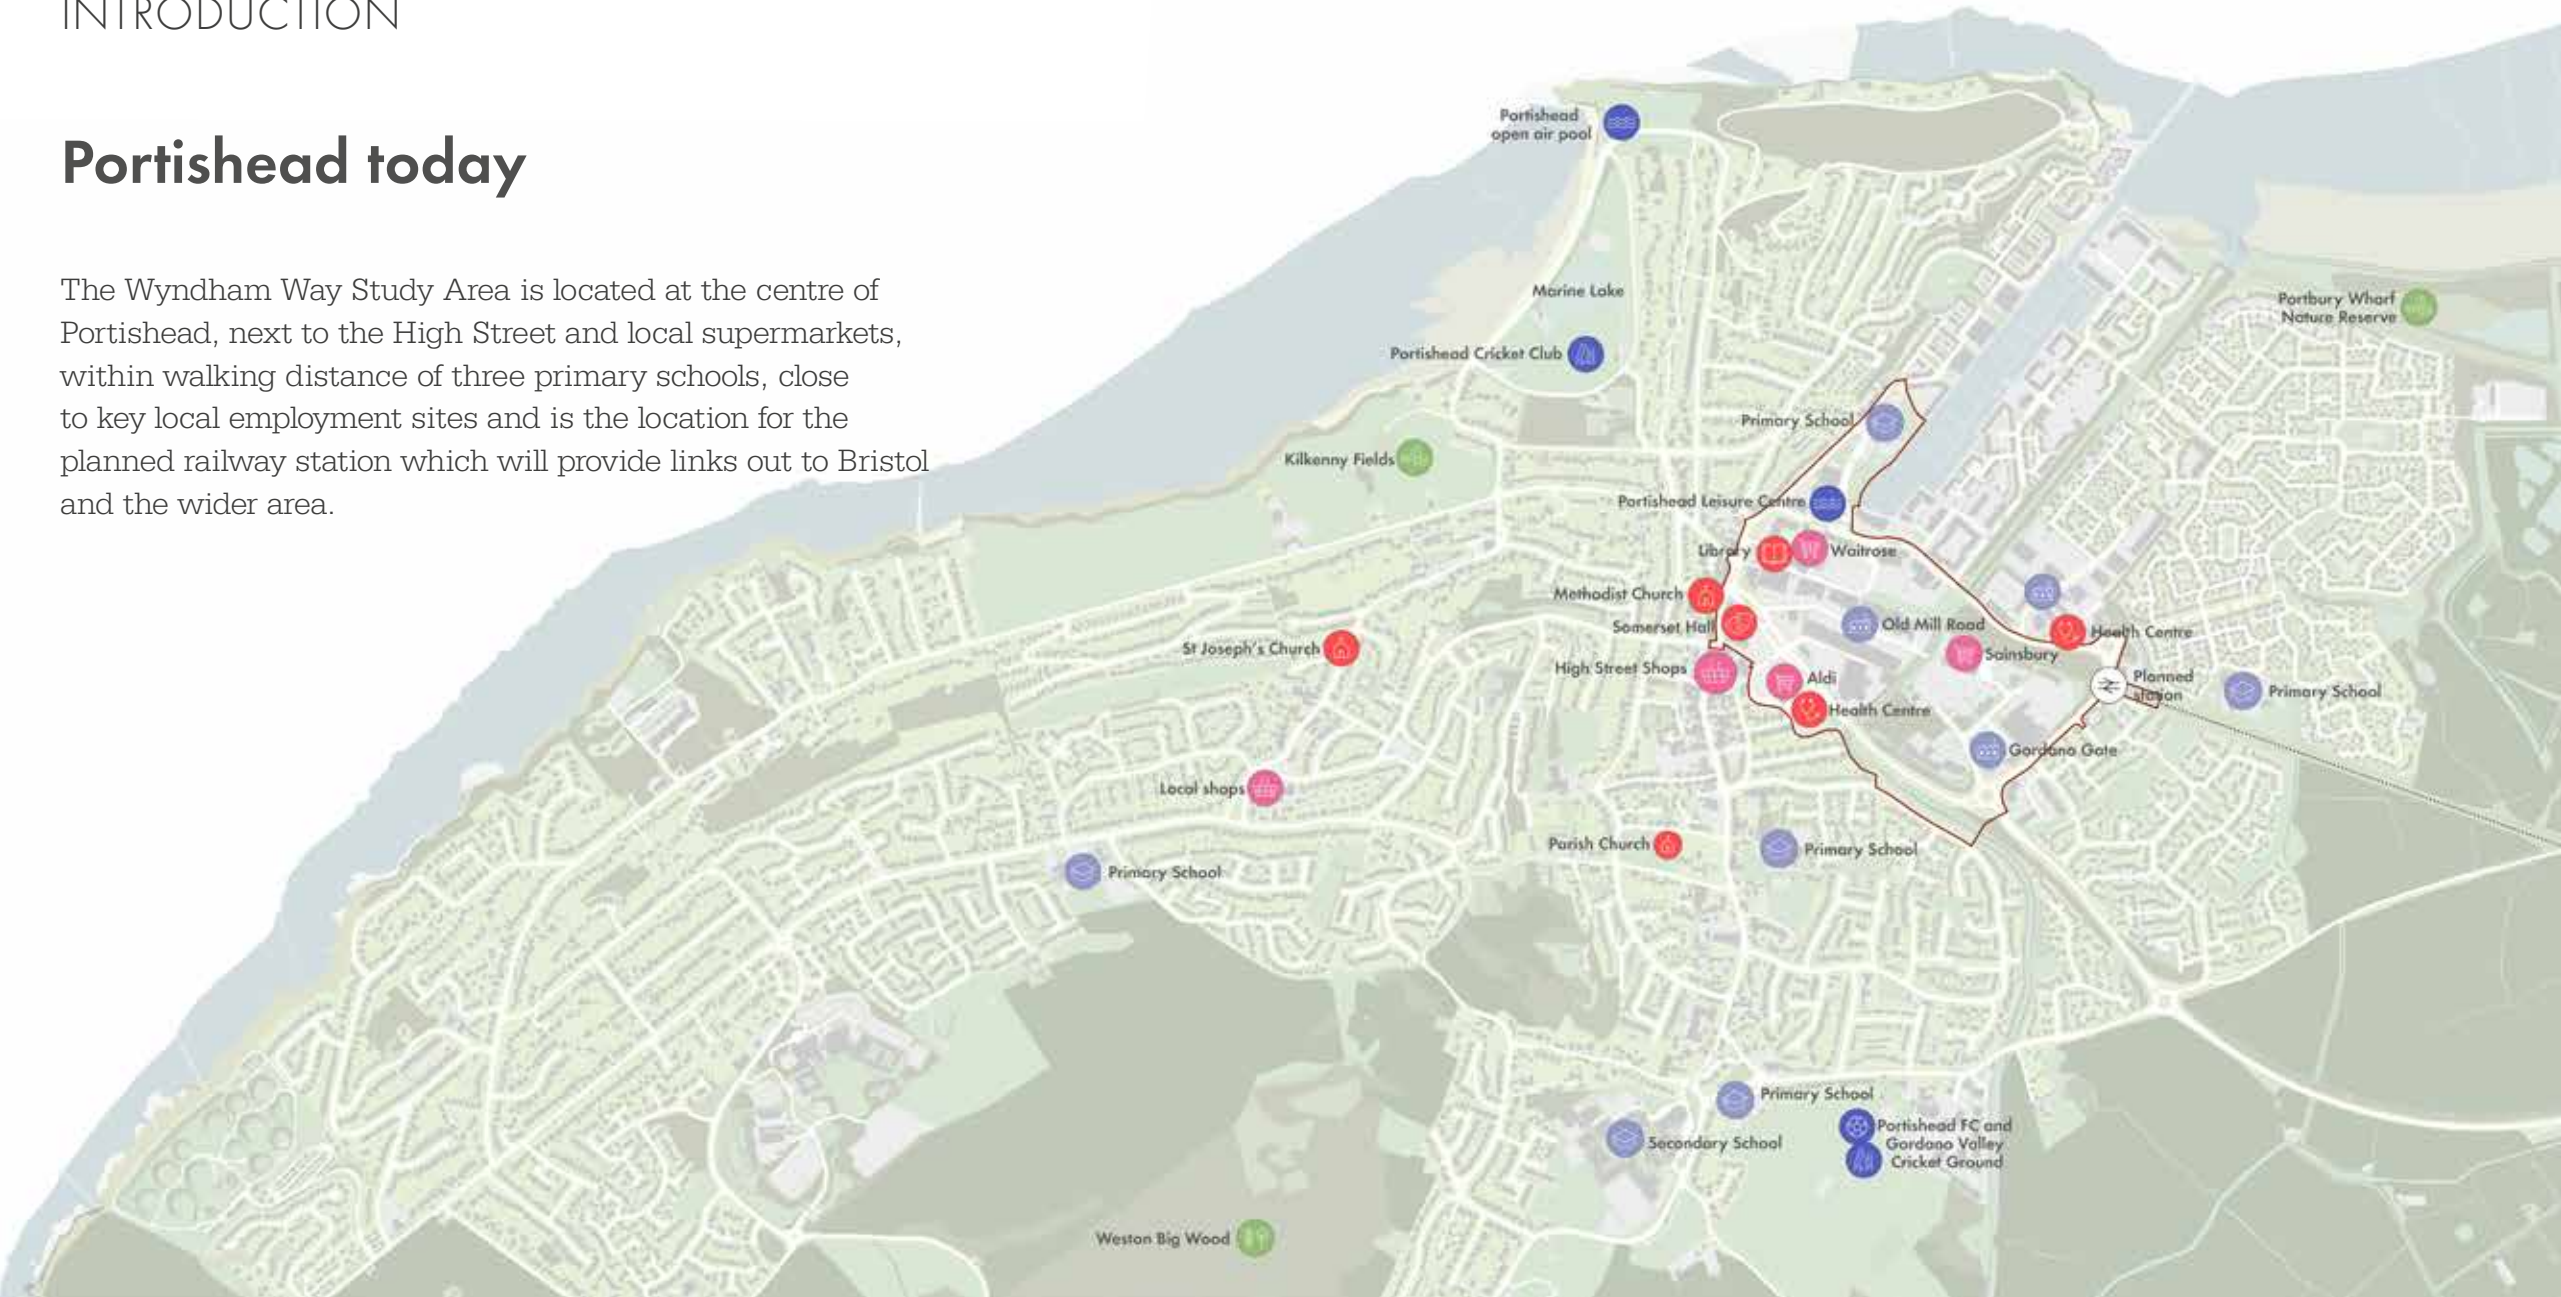 INTRODUCTION
Portishead today
The Wyndham Way Study Area is located at the centre of
Portishead, next to the High Street and local supermarkets,
within walking distance of three primary schools, close
to key local employment sites and is the location for the
planned railway station which will provide links out to Bristol
and the wider area.
Portishead
open air pool
Marine Lake
Portbury Wharf
Nature Reserve
Portishead Cricket Club
Primary School
Kilkenny Fields
Portishead Leisure Centre
Library
Waitrose
Methodist Church
Somerset Hall
Old Mill Road
Health Centre
St Joseph's Church
Sainsbury
High Street Shops
Aldi
Planned
station
Primary School
Health Centre
Gordano Gate
Local shops
Parish Church
Primary School
Primary School
Primary School
Secondary School
Portishead FC and
Gordano Valley
Cricket Ground
Weston Big Wood